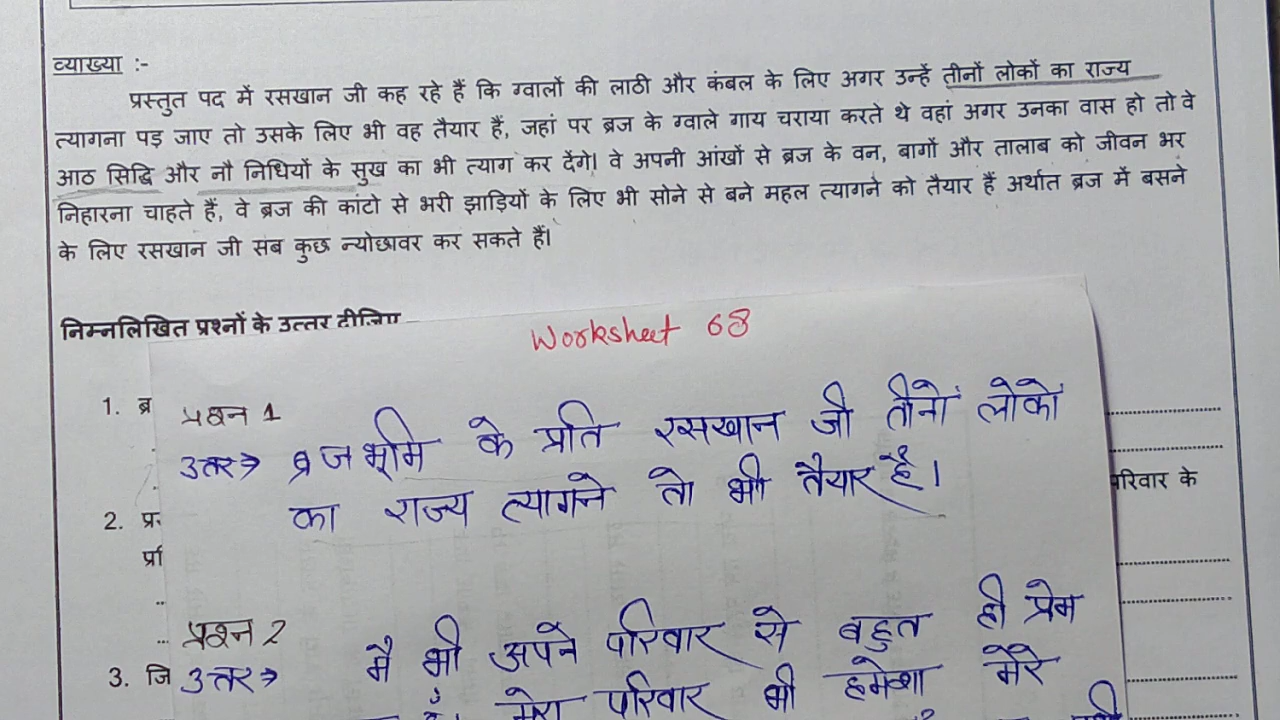 व्याख्या :-
प्रस्तुत पद में रसखान जी कह रहे हैं कि ग्वालों की लाठी और कंबल के लिए अगर उन्हें तीनों लोकों का राज्य
त्यागना पड़ जाए तो उसके लिए भी वह तैयार हैं, जहां पर ब्रज के ग्वाले गाय चराया करते थे वहां अगर उनका वास हो तो वे
आठ सिद्धि और नौ निधियों के सुख का भी त्याग कर देंगे। वे अपनी आंखों से ब्रज के वन, बागों और तालाब को जीवन भर
निहारना चाहते हैं, वे ब्रज की कांटो से भरी झाड़ियों के लिए भी सोने से बने महल त्यागने को तैयार हैं अर्थात ब्रज में बसने
के लिए रसखान जी सब कुछ न्योछावर कर सकते हैं।
निम्नलिखित प्रश्नों के उत्तर दीजिए
Worksheet 68
1. ब्र
प्रश्न 1
उत्तर→ ब्रजभूमि के प्रति रसखान जी तीनों लोकों
का राज्य त्यागने तो भी तैयार है।
परिवार के
2. प्र
प्रति
प्रश्न 2
3. जि
उत्तर→ मै भी अपने परिवार से बहुत ही प्रेम
मेरा परिवार भी हमेशा मेरे